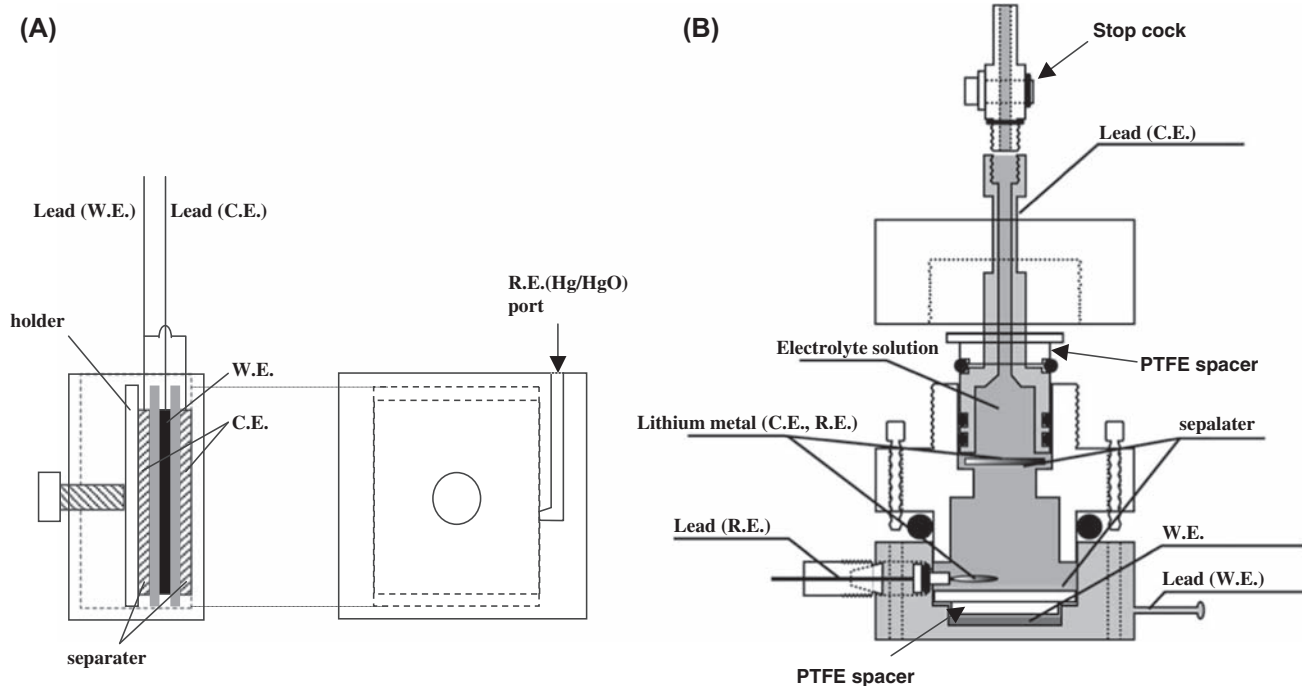 (A)
Lead (W.E.)
Lead (C.E.)
R.E.(Hg/HgO)
port
holder
W.E.
C.E.
separater
(B)
Stop cock
Lead (C.E.)
Electrolyte solution
PTFE spacer
Lithium metal (C.E., R.E.)
sepalater
Lead (R.E.)
W.E.
Lead (W.E.)
PTFE spacer